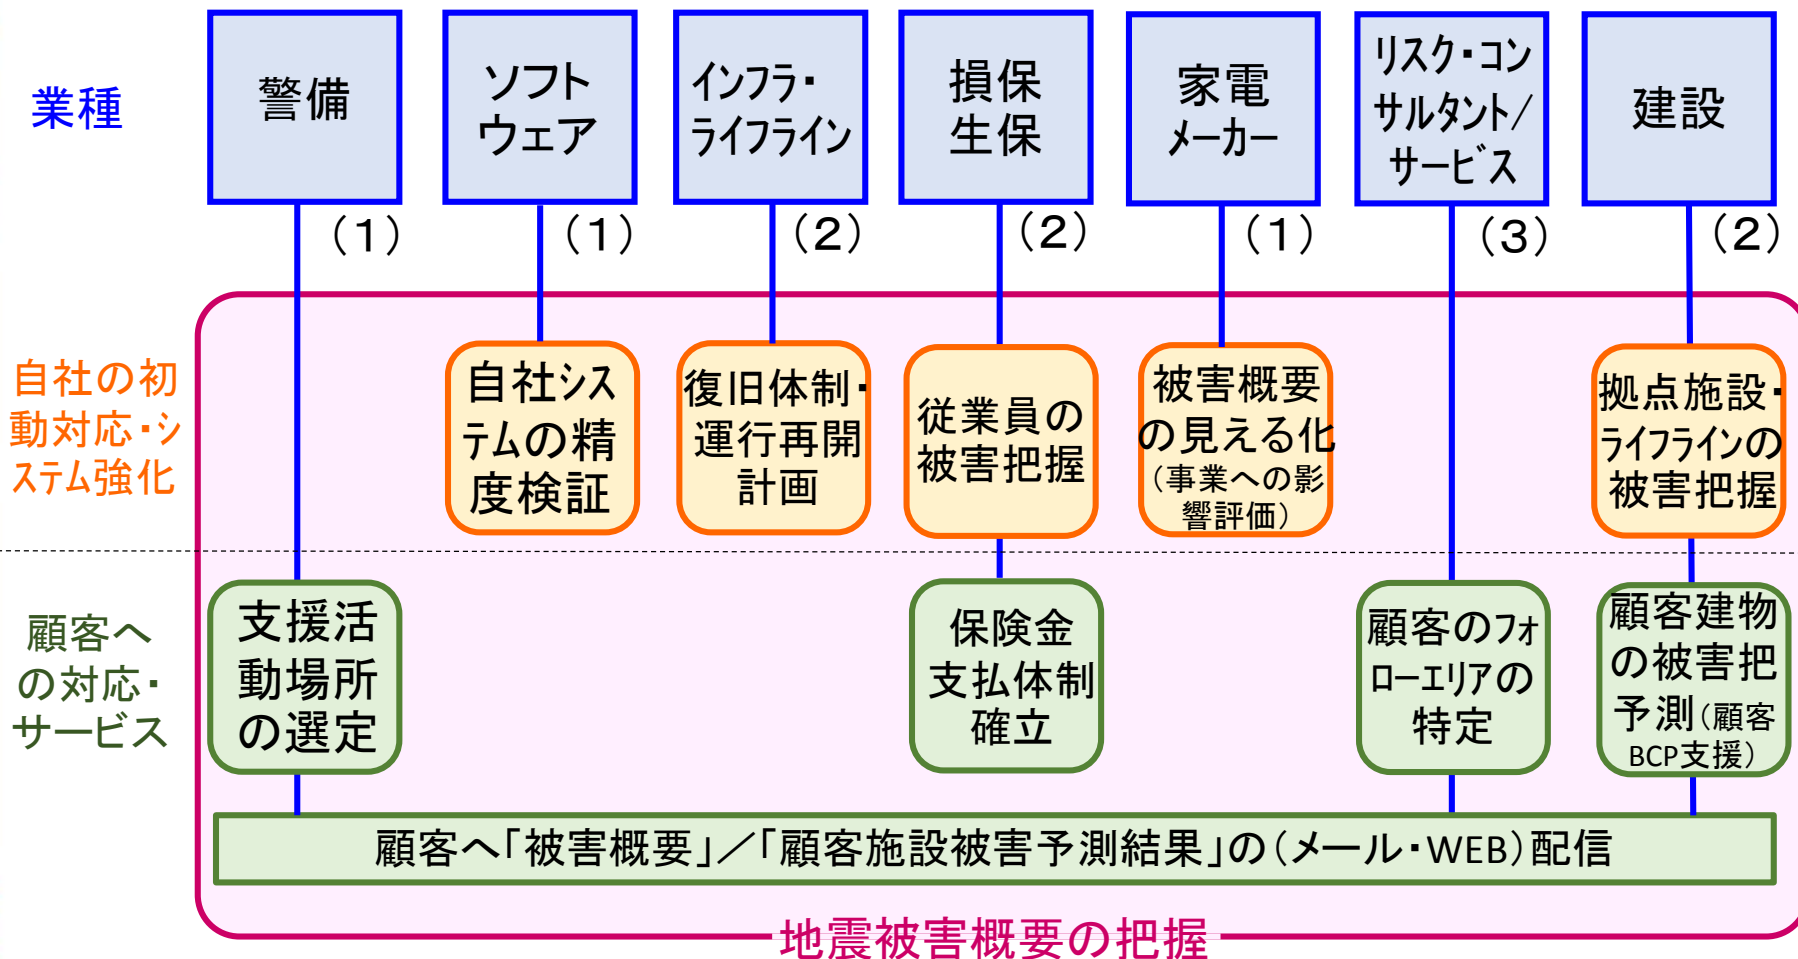 業種
警備
ソフト
ウェア
インフラ・
ライフライン
損保
生保
家電
メーカー
リスク・コン
サルタント/
サービス
建設
(1)
(1)
(2)
(2)
(1)
(3)
(2)
自社の初
動対応・シ
ステム強化
自社シス
テムの精
度検証
復旧体制・
運行再開
計画
従業員の
被害把握
被害概要
の見える化
(事業への影
響評価)
拠点施設・
ライフラインの
被害把握
顧客へ
の対応・
サービス
支援活
動場所
の選定
保険金
支払体制
確立
顧客のフォ
ローエリアの
特定
顧客建物
の被害把
予測(顧客
BCP支援)
顧客へ「被害概要」／「顧客施設被害予測結果」の(メール・WEB)配信
地震被害概要の把握